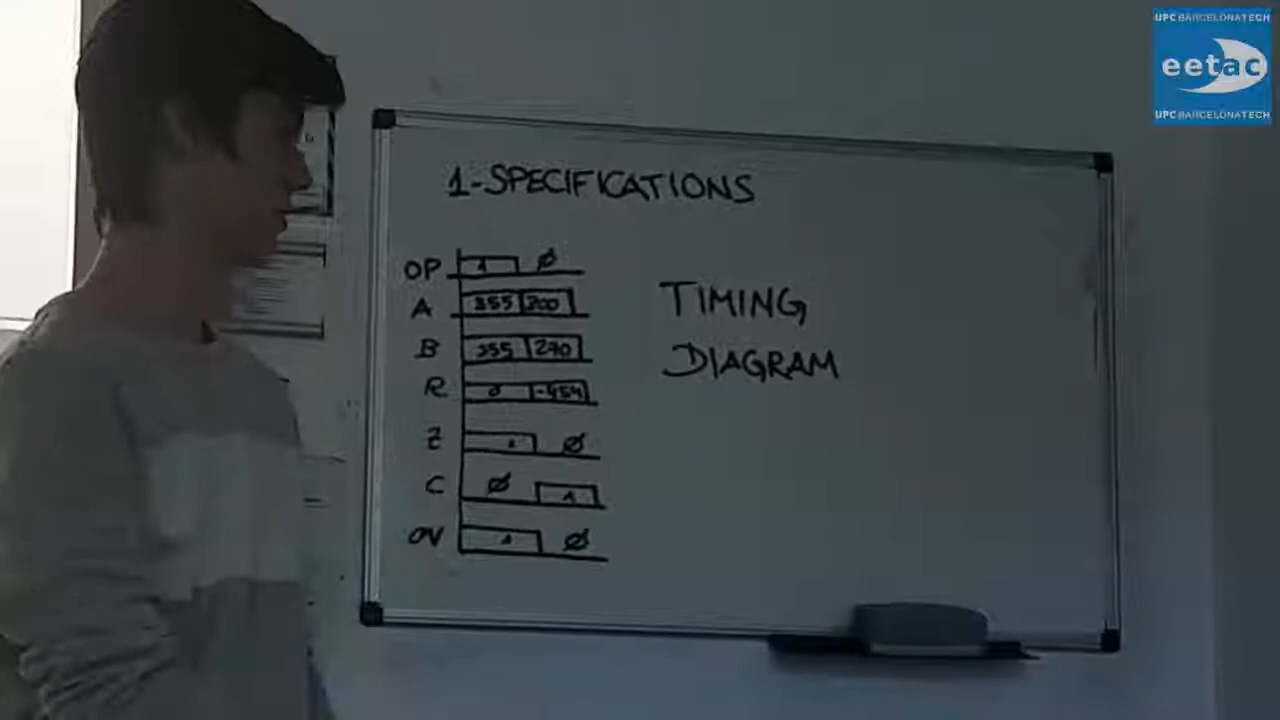 UPC BARCELONATECH
eetac
UPC BARCELONATECH
1-SPECIFICATIONS
OP 1 Ø
A 355 200
B 355 270
R 0 -454
Z 1 Ø
C Ø 1
OV 1 Ø
TIMING
DIAGRAM